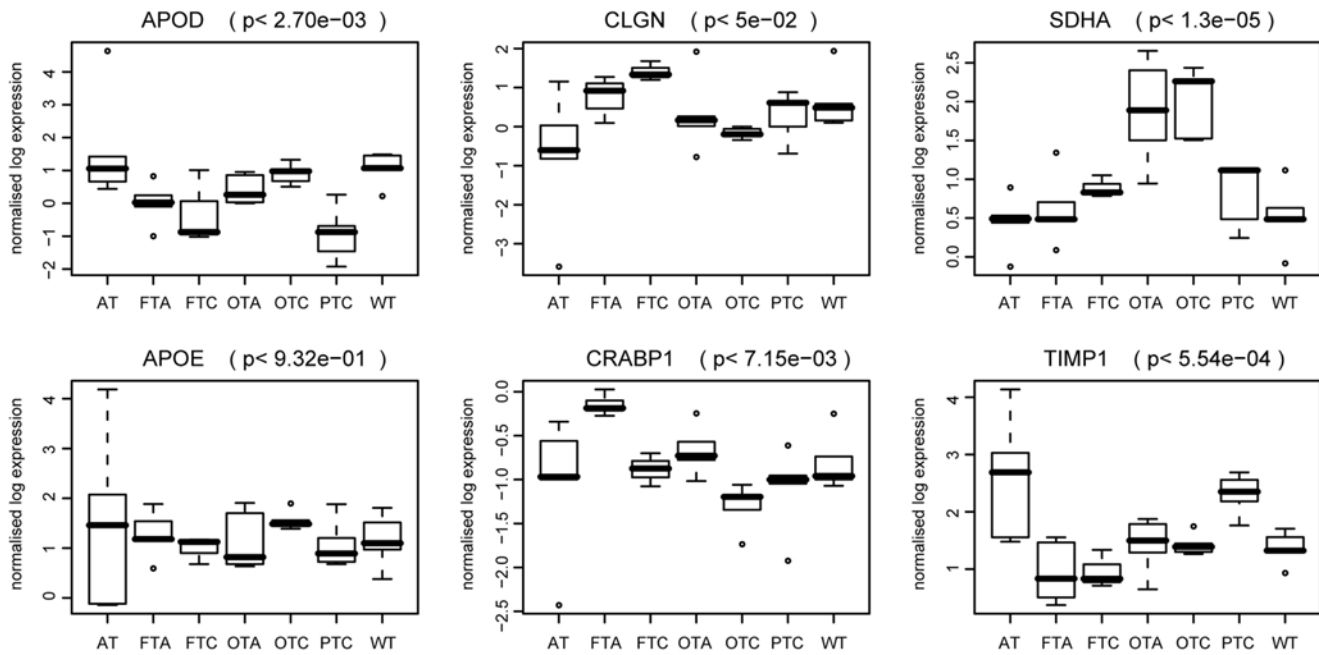 APOD ( p< 2.70e−03)
normalised log expression
4
3
2
1
0
−1
−2
AT FTA FTC OTA OTC PTC WT
CLGN ( p< 5e−02)
normalised log expression
2
1
0
−1
−2
−3
AT FTA FTC OTA OTC PTC WT
SDHA ( p< 1.3e−05)
normalised log expression
2.5
2.0
1.5
1.0
0.5
0.0
AT FTA FTC OTA OTC PTC WT
APOE ( p< 9.32e−01)
normalised log expression
4
3
2
1
0
AT FTA FTC OTA OTC PTC WT
CRABP1 ( p< 7.15e−03)
normalised log expression
0.0
−0.5
−1.0
−1.5
−2.0
−2.5
AT FTA FTC OTA OTC PTC WT
TIMP1 ( p< 5.54e−04)
normalised log expression
4
3
2
1
AT FTA FTC OTA OTC PTC WT